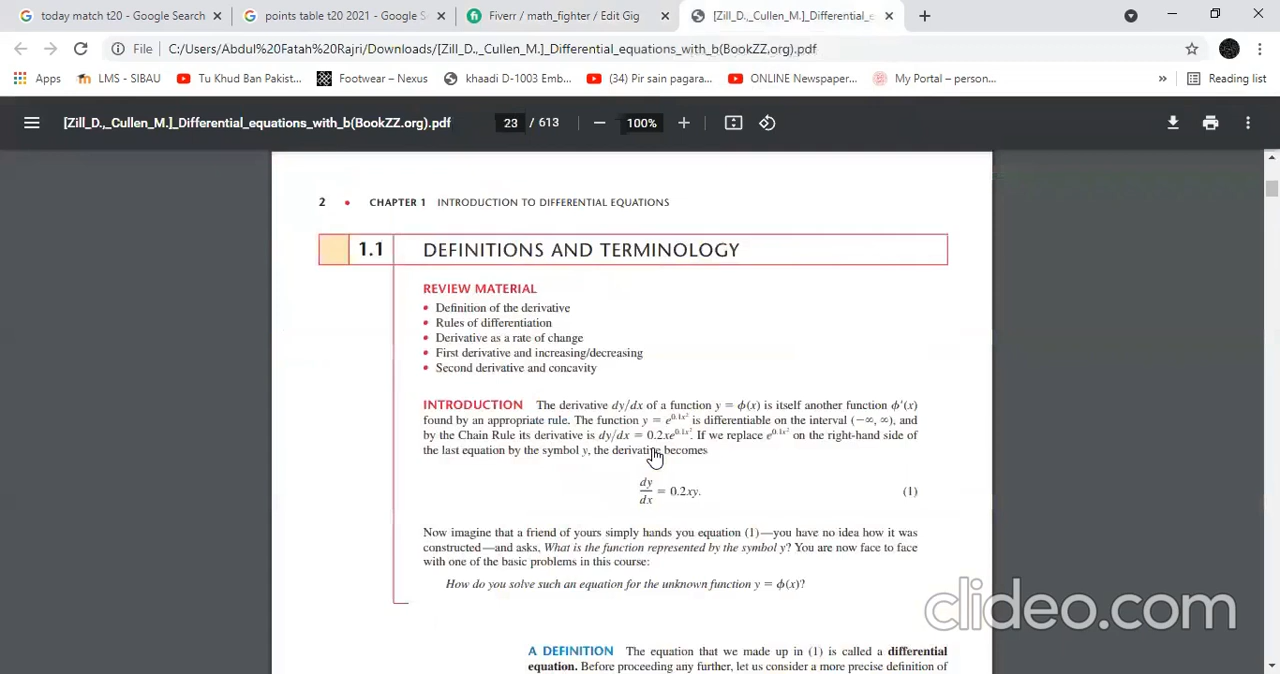 today match t20 - Google Search
points table t20 2021 - Google S
Fiverr / math_fighter / Edit Gig
[Zill_D.,_Cullen_M.]_Differential_e
File C:/Users/Abdul%20Fatah%20Rajri/Downloads/[Zill_D.,_Cullen_M.]_Differential_equations_with_b(BookZZ.org).pdf
Apps LMS - SIBAU Tu Khud Ban Pakist... Footwear – Nexus khaadi D-1003 Emb... (34) Pir sain pagara... ONLINE Newspaper... My Portal – person... » Reading list
[Zill_D.,_Cullen_M.]_Differential_equations_with_b(BookZZ.org).pdf 23 / 613 100%
2 • CHAPTER 1 INTRODUCTION TO DIFFERENTIAL EQUATIONS
1.1 DEFINITIONS AND TERMINOLOGY
REVIEW MATERIAL
• Definition of the derivative
• Rules of differentiation
• Derivative as a rate of change
• First derivative and increasing/decreasing
• Second derivative and concavity
INTRODUCTION The derivative dy/dx of a function y = ϕ(x) is itself another function ϕ'(x)
found by an appropriate rule. The function y = e^0.1x² is differentiable on the interval (−∞, ∞), and
by the Chain Rule its derivative is dy/dx = 0.2xe^0.1x². If we replace e^0.1x² on the right-hand side of
the last equation by the symbol y, the derivative becomes
dy/dx = 0.2xy. (1)
Now imagine that a friend of yours simply hands you equation (1)—you have no idea how it was
constructed—and asks, What is the function represented by the symbol y? You are now face to face
with one of the basic problems in this course:
How do you solve such an equation for the unknown function y = ϕ(x)?
clideo.com
A DEFINITION The equation that we made up in (1) is called a differential
equation. Before proceeding any further, let us consider a more precise definition of